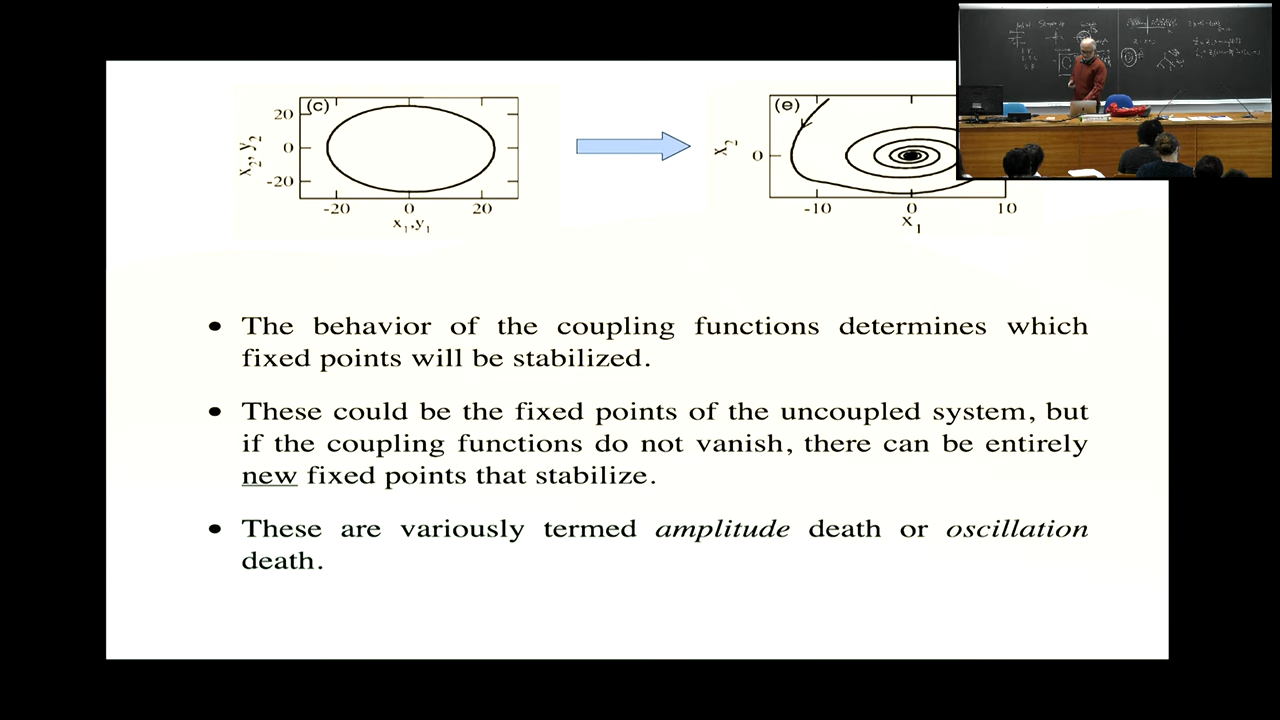 (c)
20
0
-20
x2, y2
-20 0 20
x1,y1
(e)
x2
0
-10 0 10
x1
• The behavior of the coupling functions determines which
fixed points will be stabilized.
• These could be the fixed points of the uncoupled system, but
if the coupling functions do not vanish, there can be entirely
new fixed points that stabilize.
• These are variously termed amplitude death or oscillation
death.